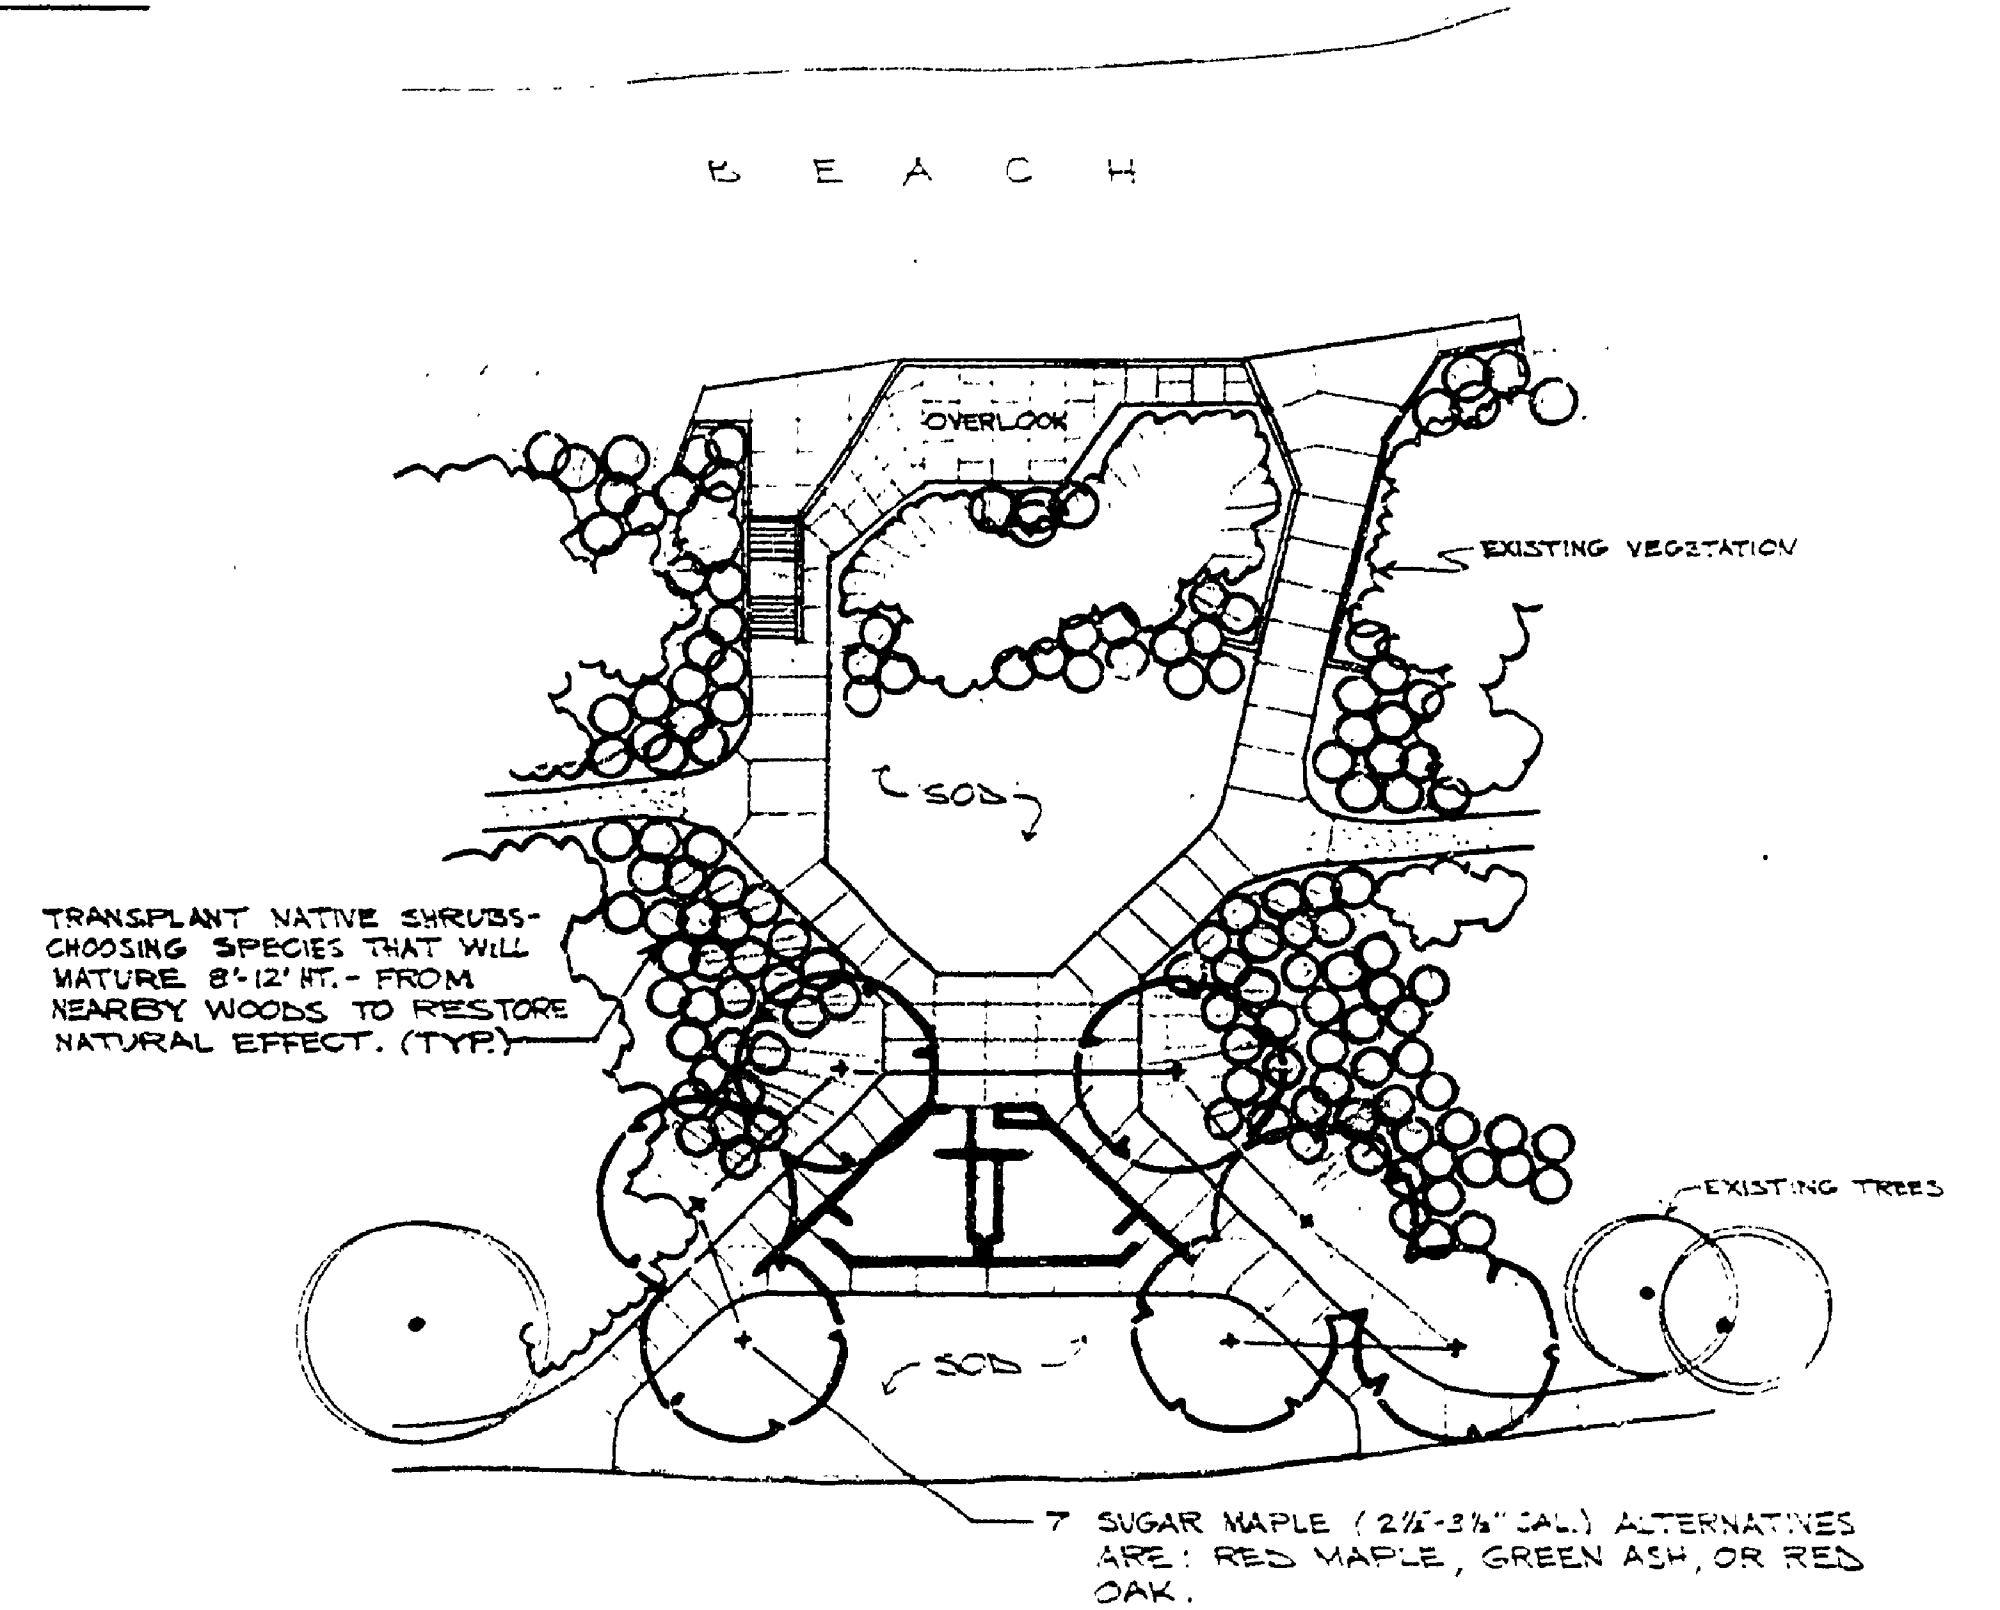 BEACH
OVERLOOK
EXISTING VEGETATION
SOD
TRANSPLANT NATIVE SHRUBS-
CHOOSING SPECIES THAT WILL
MATURE 8'-12' HT. - FROM
NEARBY WOODS TO RESTORE
NATURAL EFFECT. (TYP.)
EXISTING TREES
SOD
7 SUGAR MAPLE (2½-3½" CAL.) ALTERNATIVES
ARE: RED MAPLE, GREEN ASH, OR RED
OAK.